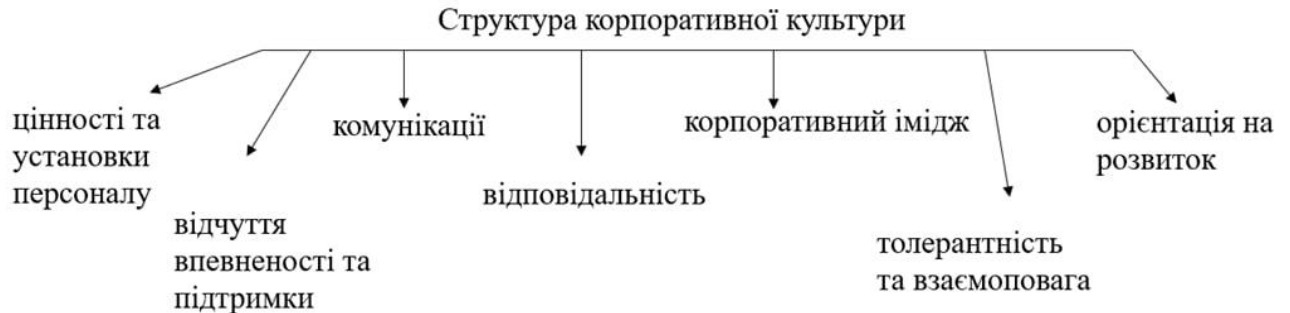 Структура корпоративної культури
цінності та
установки
персоналу
відчуття
впевненості та
підтримки
комунікації
відповідальність
корпоративний імідж
толерантність
та взаємоповага
орієнтація на
розвиток